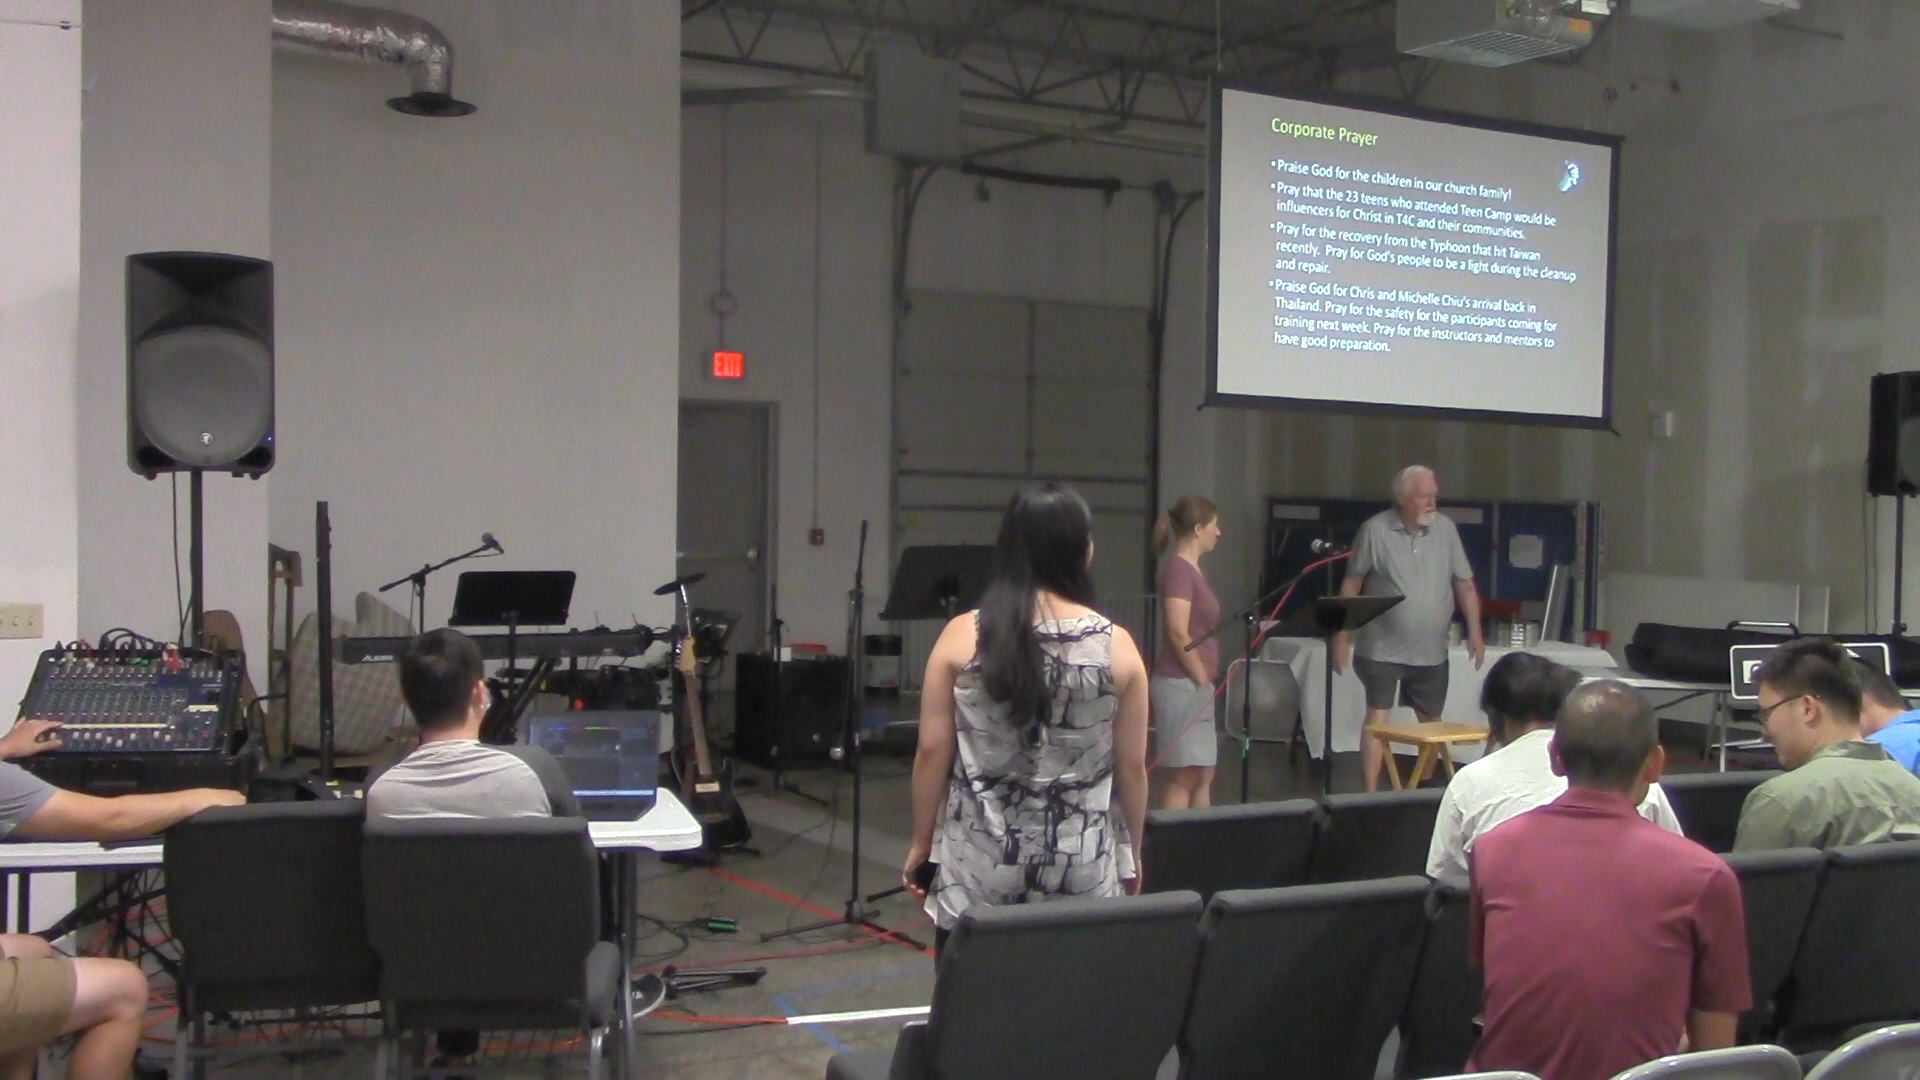 Corporate Prayer
•Praise God for the children in our church family!
•Pray that the 23 teens who attended Teen Camp would be
influencers for Christ in T4C and their communities.
•Pray for the recovery from the Typhoon that hit Taiwan
recently. Pray for God's people to be a light during the cleanup
and repair.
•Praise God for Chris and Michelle Chiu's arrival back in
Thailand. Pray for the safety for the participants coming for
training next week. Pray for the instructors and mentors to
have good preparation.
EXIT
ALESIS